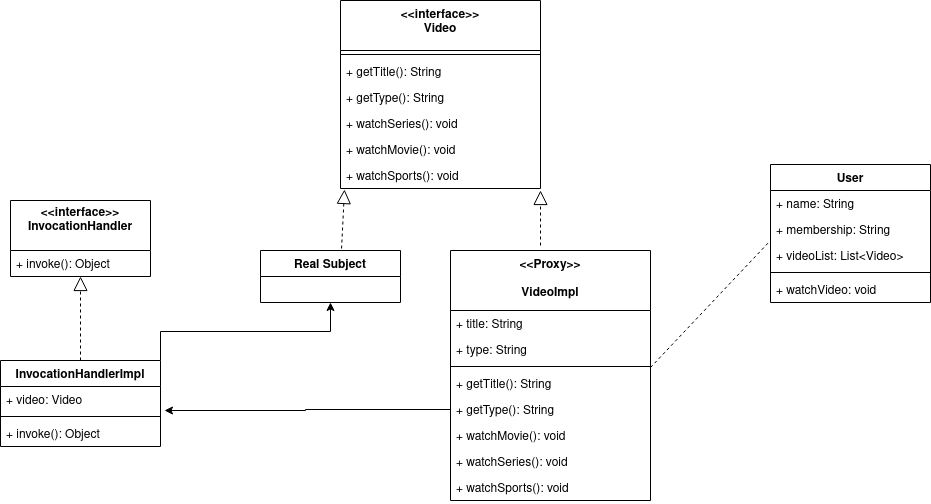 <<interface>>
Video
+ getTitle(): String
+ getType(): String
+ watchSeries(): void
+ watchMovie(): void
+ watchSports(): void
<<interface>>
InvocationHandler
+ invoke(): Object
Real Subject
InvocationHandlerImpl
+ video: Video
+ invoke(): Object
<<Proxy>>
VideoImpl
+ title: String
+ type: String
+ getTitle(): String
+ getType(): String
+ watchMovie(): void
+ watchSeries(): void
+ watchSports(): void
User
+ name: String
+ membership: String
+ videoList: List<Video>
+ watchVideo: void